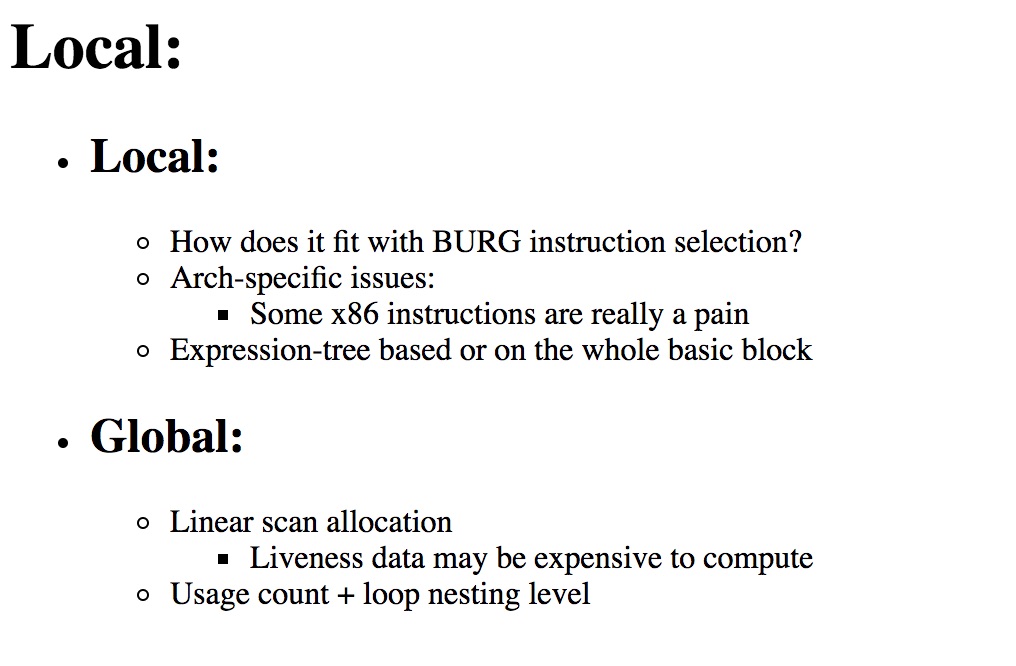 Local:
Local:
How does it fit with BURG instruction selection?
Arch-specific issues:
Some x86 instructions are really a pain
Expression-tree based or on the whole basic block
Global:
Linear scan allocation
Liveness data may be expensive to compute
Usage count + loop nesting level